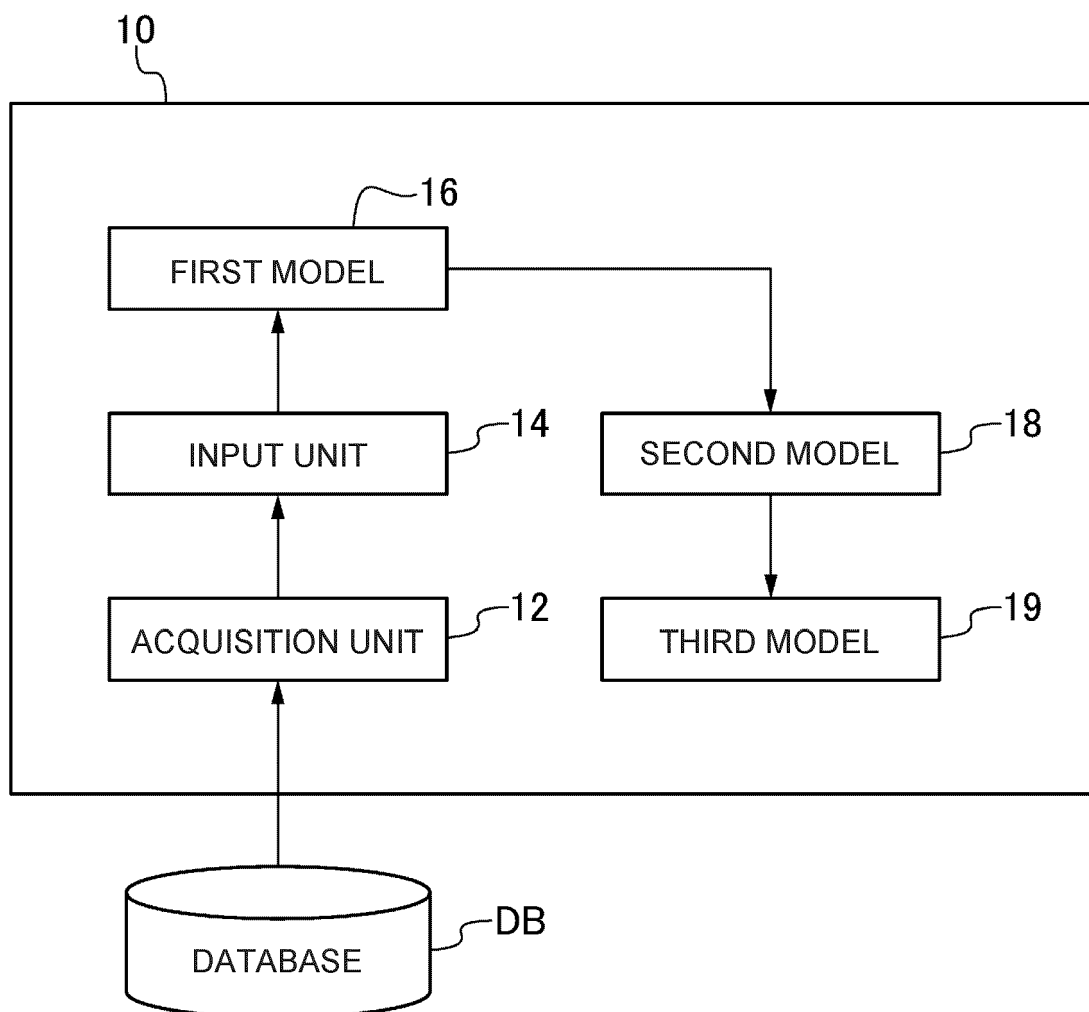 10
16
FIRST MODEL
14
INPUT UNIT
18
SECOND MODEL
12
ACQUISITION UNIT
19
THIRD MODEL
DB
DATABASE